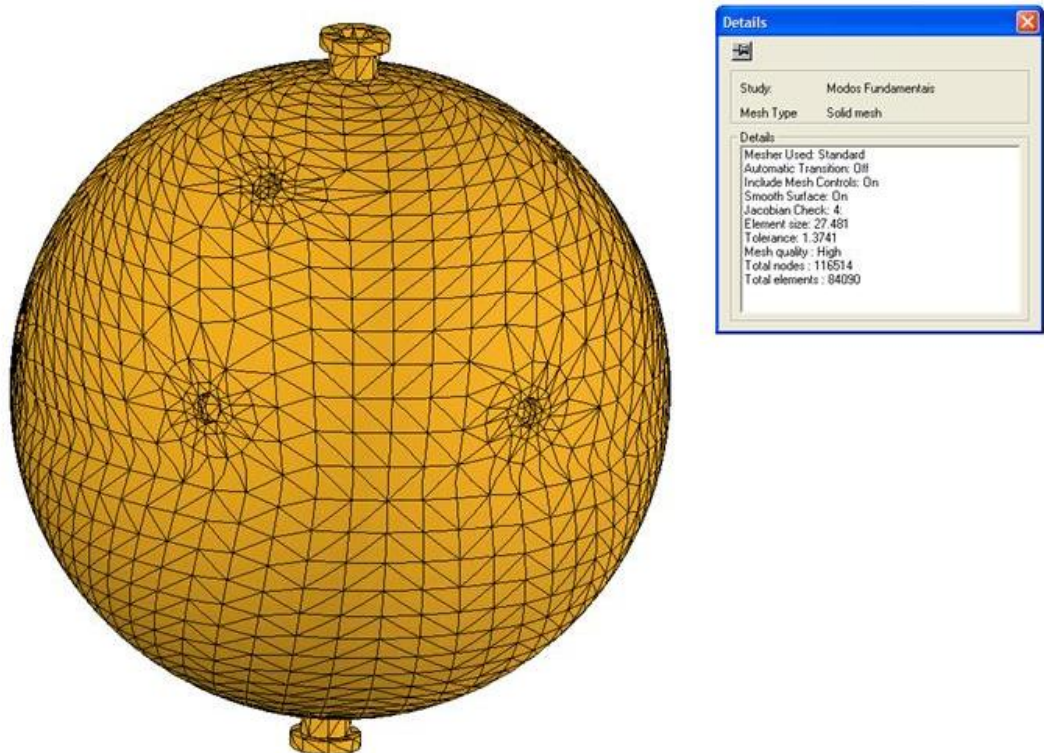 Details
Study: Modos Fundamentais
Mesh Type Solid mesh
Details
Mesher Used: Standard
Automatic Transition: Off
Include Mesh Controls: On
Smooth Surface: On
Jacobian Check: 4:
Element size: 27.481
Tolerance: 1.3741
Mesh quality : High
Total nodes : 116514
Total elements : 84090